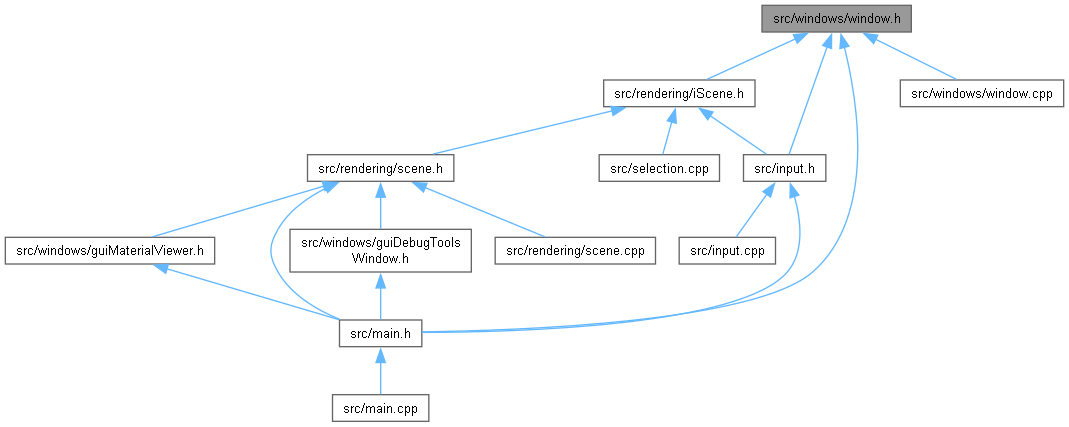 src/windows/window.h
src/rendering/iScene.h
src/windows/window.cpp
src/rendering/scene.h
src/selection.cpp
src/input.h
src/windows/guiMaterialViewer.h
src/windows/guiDebugTools
Window.h
src/rendering/scene.cpp
src/input.cpp
src/main.h
src/main.cpp